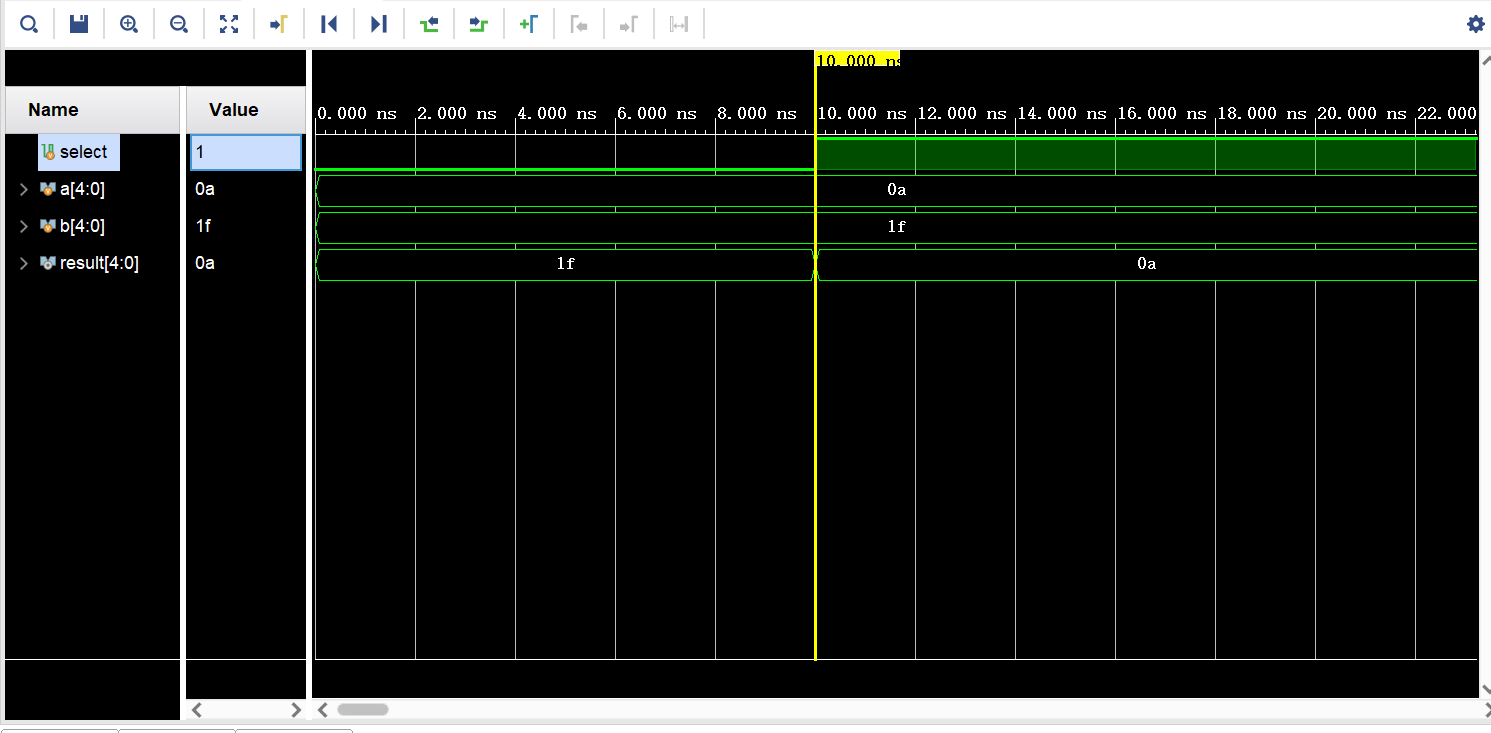 10.000 ns
Name Value 0.000 ns 2.000 ns 4.000 ns 6.000 ns 8.000 ns 10.000 ns 12.000 ns 14.000 ns 16.000 ns 18.000 ns 20.000 ns 22.000
select 1
a[4:0] 0a 0a
b[4:0] 1f 1f
result[4:0] 0a 1f 0a